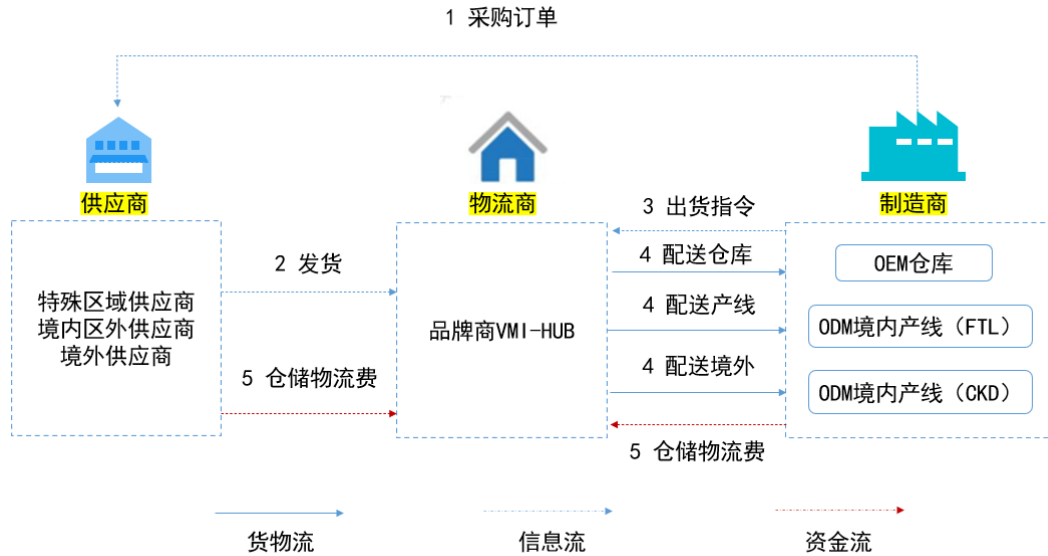 1 采购订单
供应商
物流商
制造商
特殊区域供应商
境内区外供应商
境外供应商
2 发货
5 仓储物流费
品牌商VMI-HUB
3 出货指令
4 配送仓库
4 配送产线
4 配送境外
5 仓储物流费
OEM仓库
ODM境内产线（FTL）
ODM境内产线（CKD）
货物流
信息流
资金流